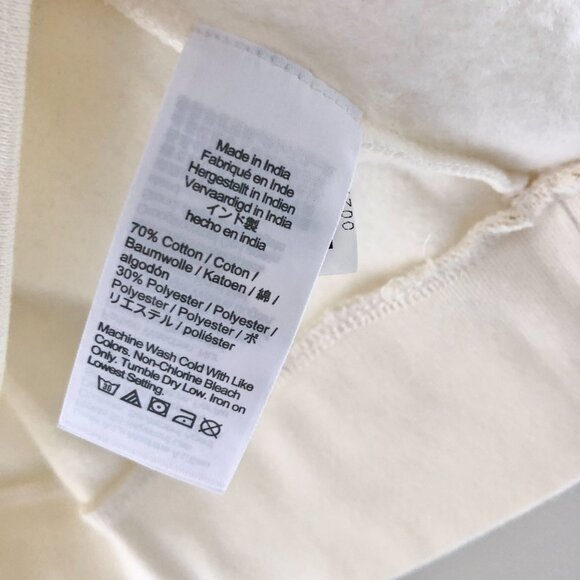 Made in India
Fabriqué en Inde
Hergestellt in Indien
Vervaardigd in India
インド製
hecho en india
70% Cotton / Coton /
Baumwolle / Katoen / 綿 /
algodón
30% Polyester / Polyester /
Polyester / Polyester / ポ
リエステル / poliéster
Machine Wash Cold With Like
Colors. Non-Chlorine Bleach
Only. Tumble Dry Low. Iron on
Lowest Setting.
30